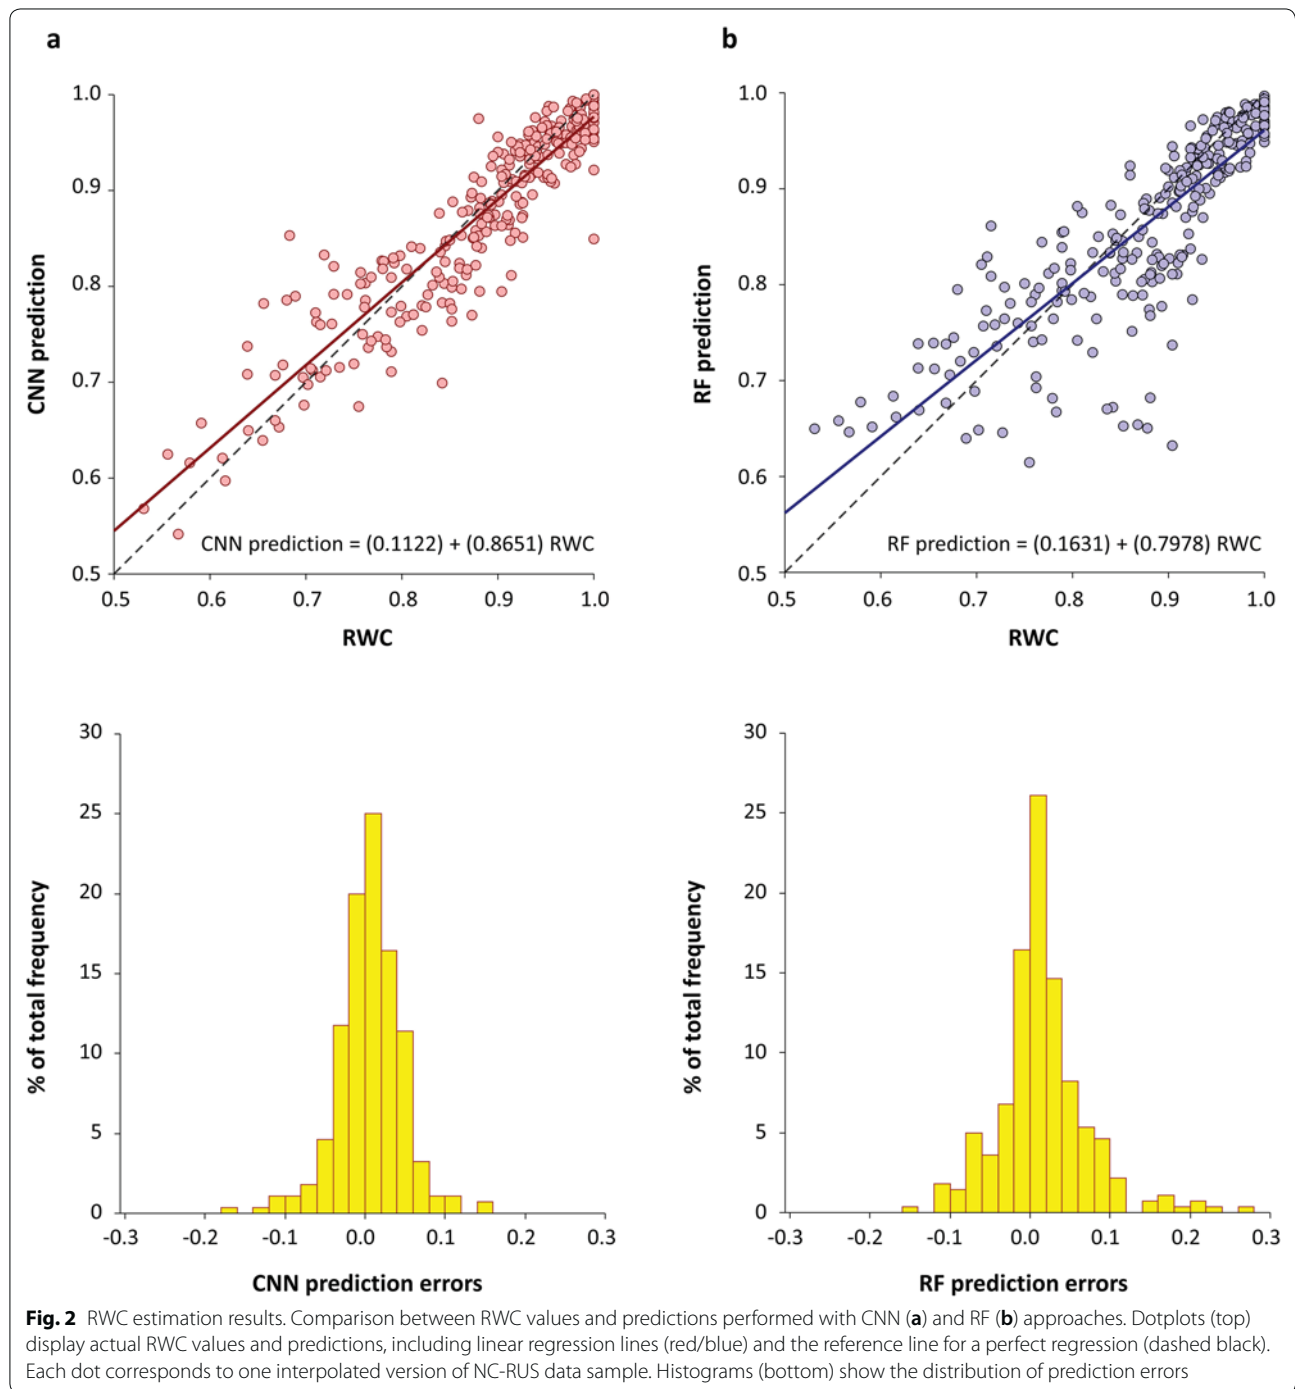 a
1.0
0.9
0.8
0.7
0.6
0.5
CNN prediction
CNN prediction = (0.1122) + (0.8651) RWC
0.5 0.6 0.7 0.8 0.9 1.0
RWC
b
1.0
0.9
0.8
0.7
0.6
0.5
RF prediction
RF prediction = (0.1631) + (0.7978) RWC
0.5 0.6 0.7 0.8 0.9 1.0
RWC
30
25
20
15
10
5
0
% of total frequency
-0.3 -0.2 -0.1 0.0 0.1 0.2 0.3
CNN prediction errors
30
25
20
15
10
5
0
% of total frequency
-0.3 -0.2 -0.1 0.0 0.1 0.2 0.3
RF prediction errors
Fig. 2 RWC estimation results. Comparison between RWC values and predictions performed with CNN (a) and RF (b) approaches. Dotplots (top)
display actual RWC values and predictions, including linear regression lines (red/blue) and the reference line for a perfect regression (dashed black).
Each dot corresponds to one interpolated version of NC-RUS data sample. Histograms (bottom) show the distribution of prediction errors